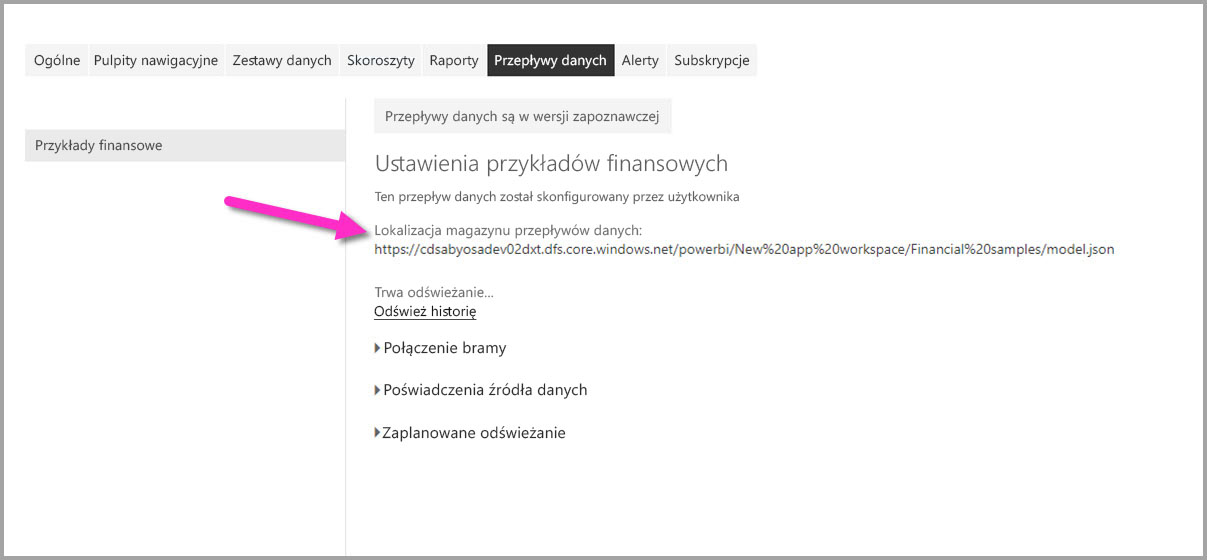 Ogólne Pulpity nawigacyjne Zestawy danych Skoroszyty Raporty Przepływy danych Alerty Subskrypcje
Przepływy danych są w wersji zapoznawczej
Przykłady finansowe
Ustawienia przykładów finansowych
Ten przepływ danych został skonfigurowany przez użytkownika
Lokalizacja magazynu przepływów danych:
https://cdsabyosadev02dxt.dfs.core.windows.net/powerbi/New%20app%20workspace/Financial%20samples/model.json
Trwa odświeżanie...
Odśwież historię
Połączenie bramy
Poświadczenia źródła danych
Zaplanowane odświeżanie